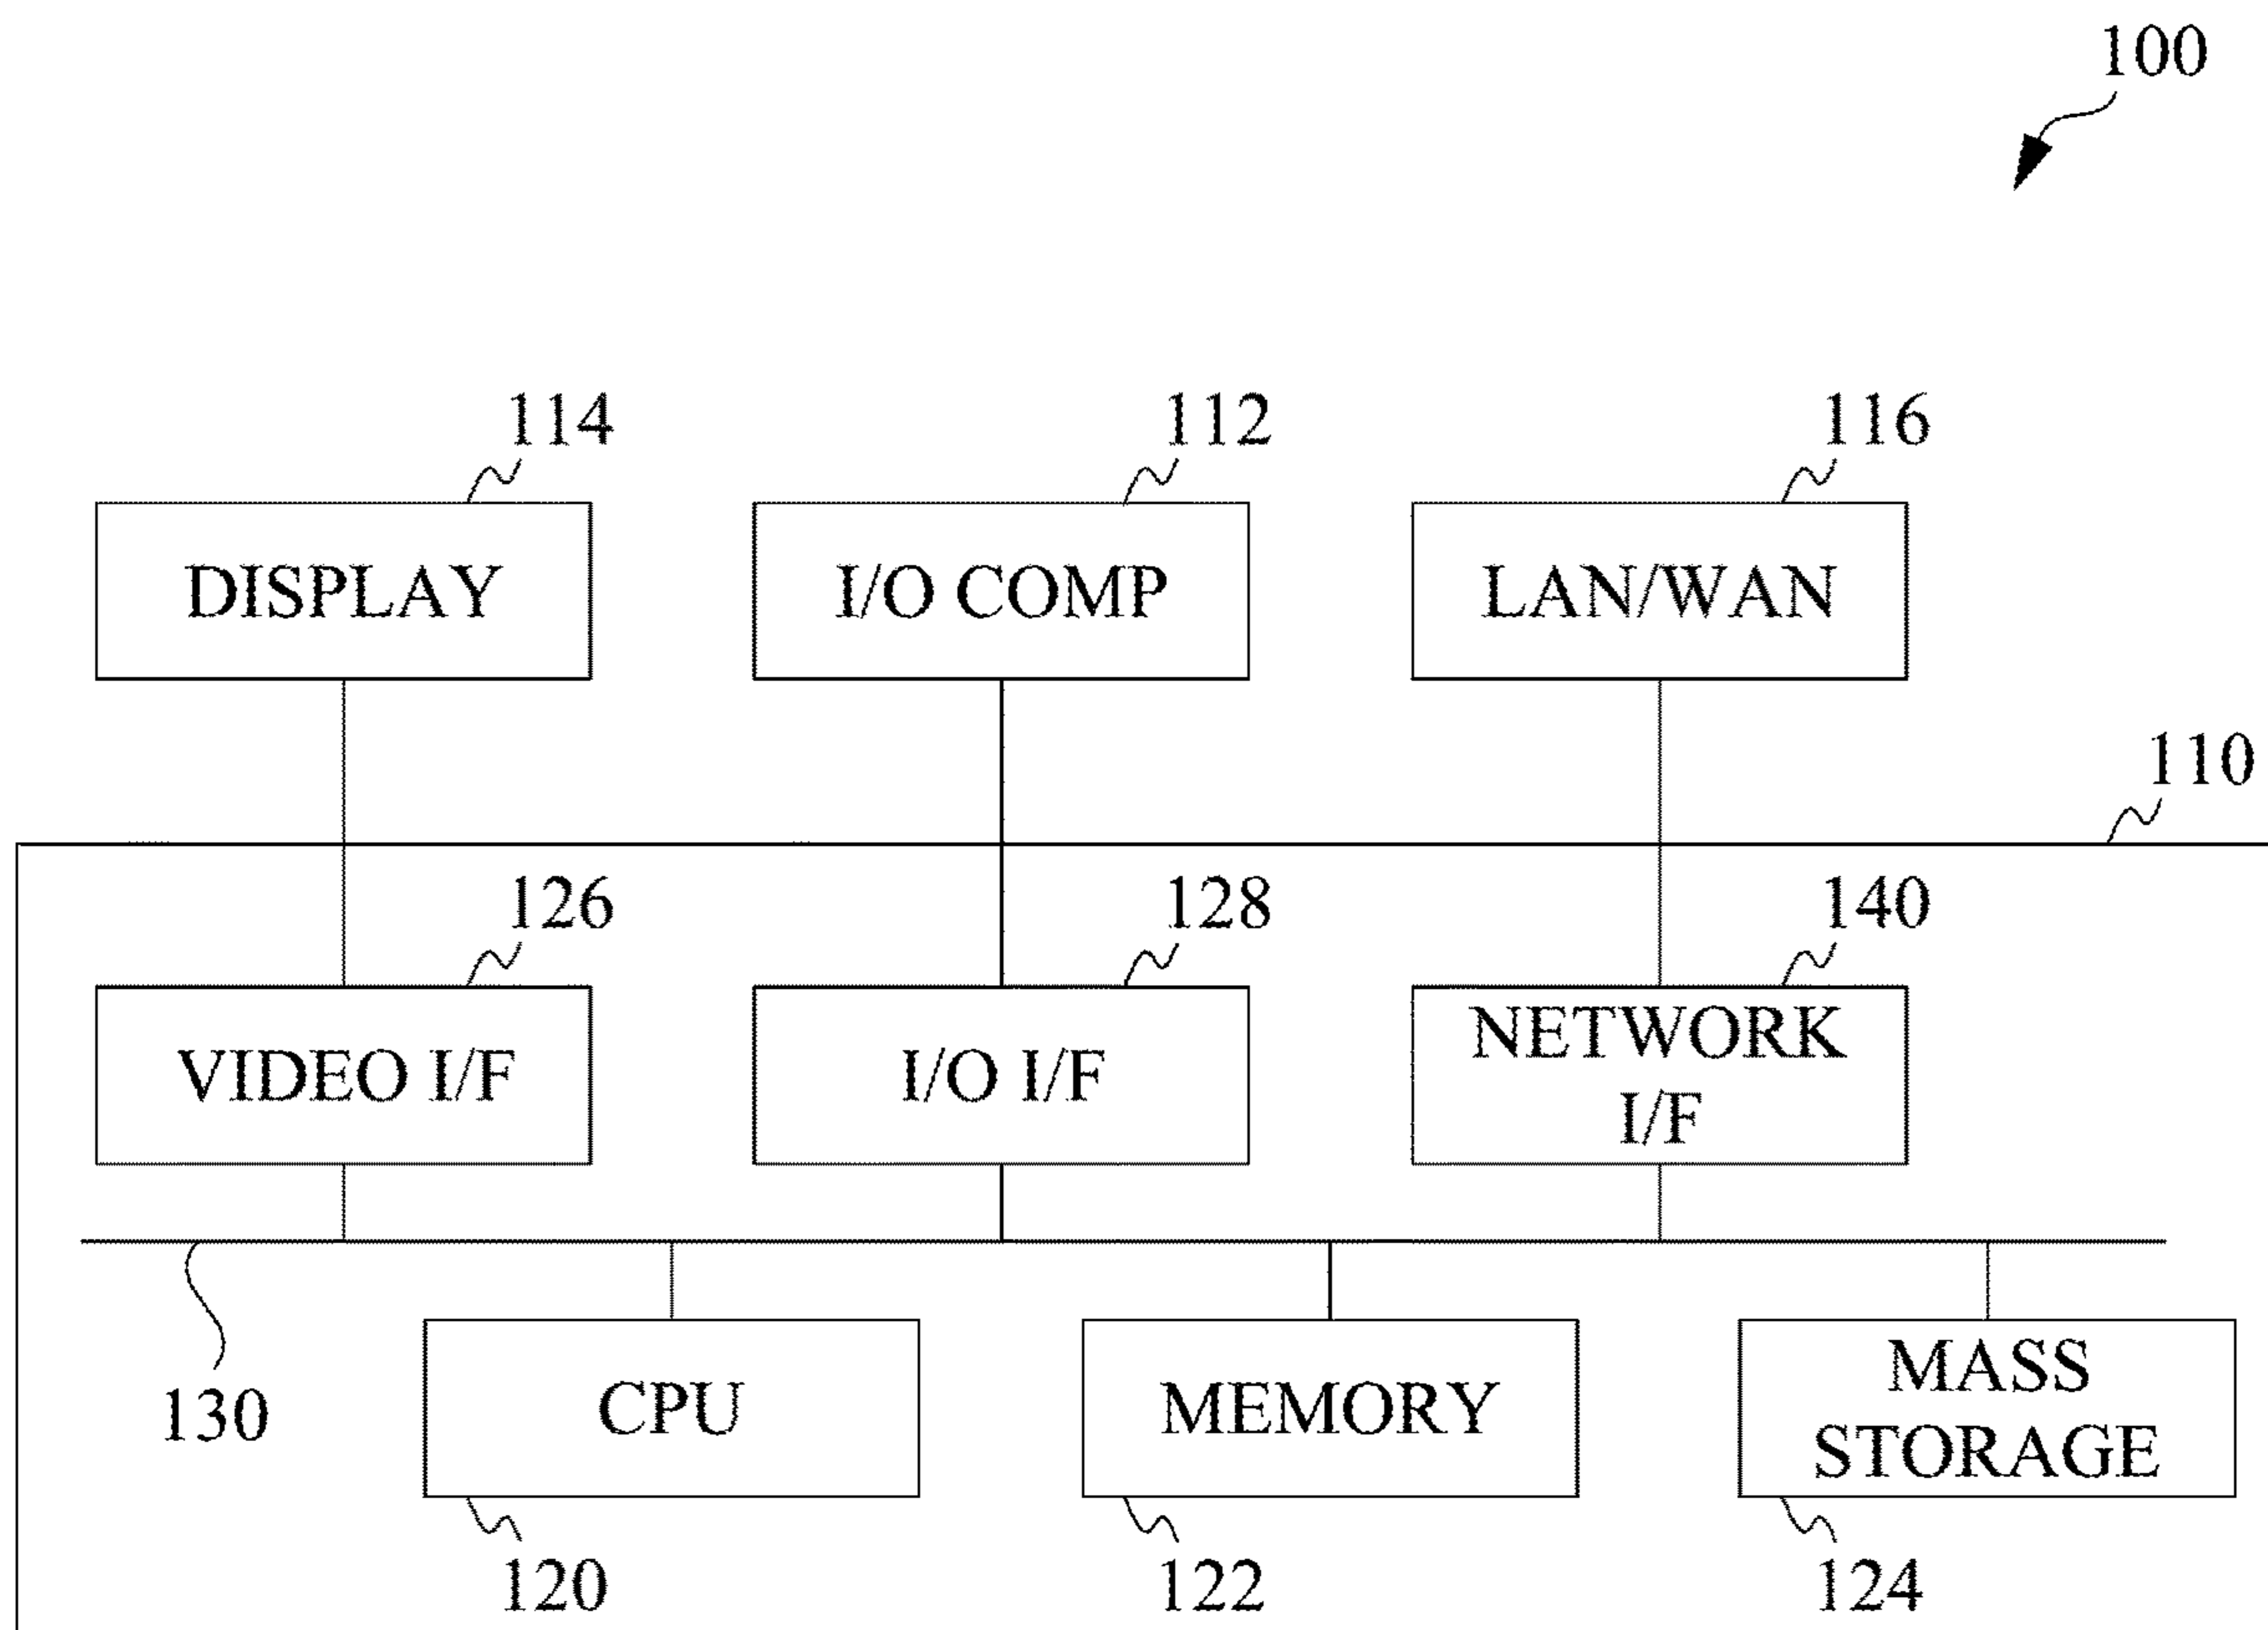 100
114
112
116
DISPLAY
I/O COMP
LAN/WAN
110
126
128
140
VIDEO I/F
I/O I/F
NETWORK
I/F
130
CPU
MEMORY
MASS
STORAGE
120
122
124